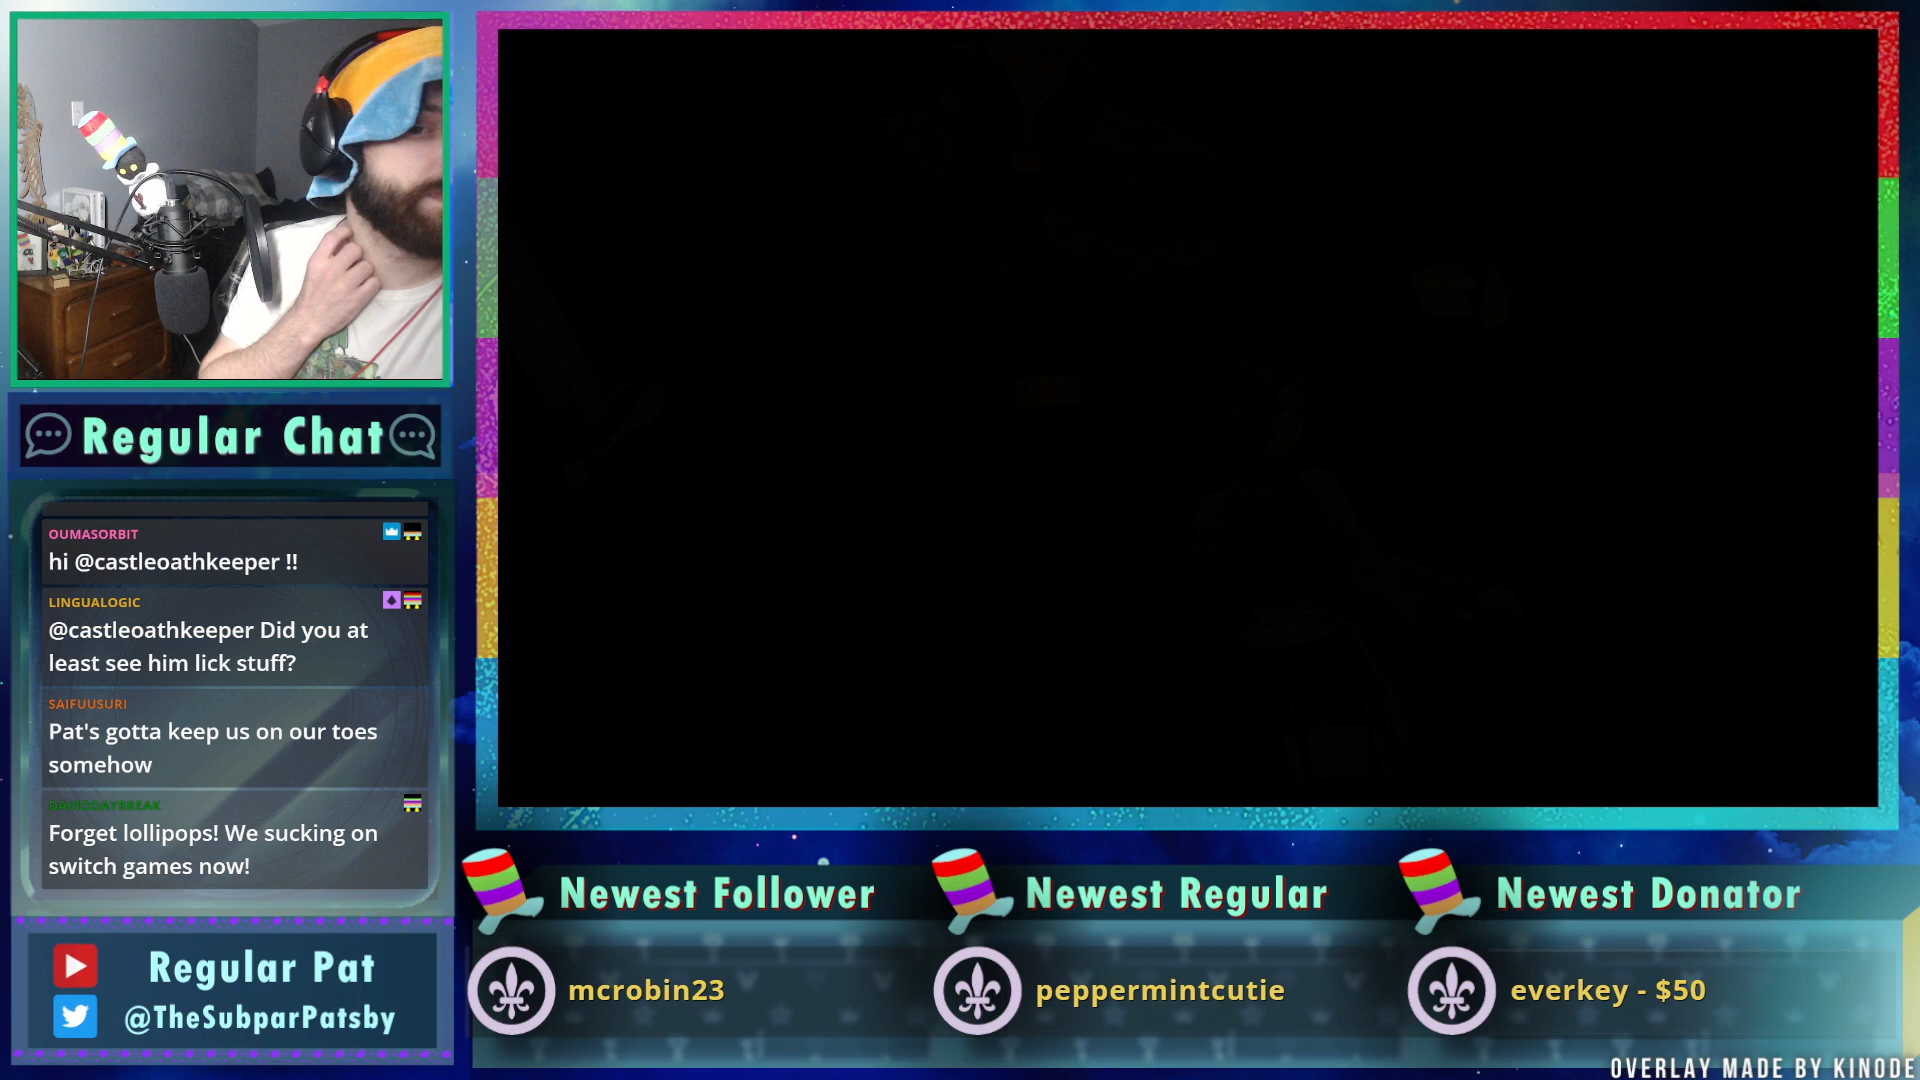 Regular Chat
OUMASORBIT
hi @castleoathkeeper !!
LINGUALOGIC
@castleoathkeeper Did you at
least see him lick stuff?
SAIFUUSURI
Pat's gotta keep us on our toes
somehow
DAVIDDAYBREAK
Forget lollipops! We sucking on
switch games now!
Regular Pat
@TheSubparPatsby
Newest Follower
mcrobin23
Newest Regular
peppermintcutie
Newest Donator
everkey - $50
OVERLAY MADE BY KINODE